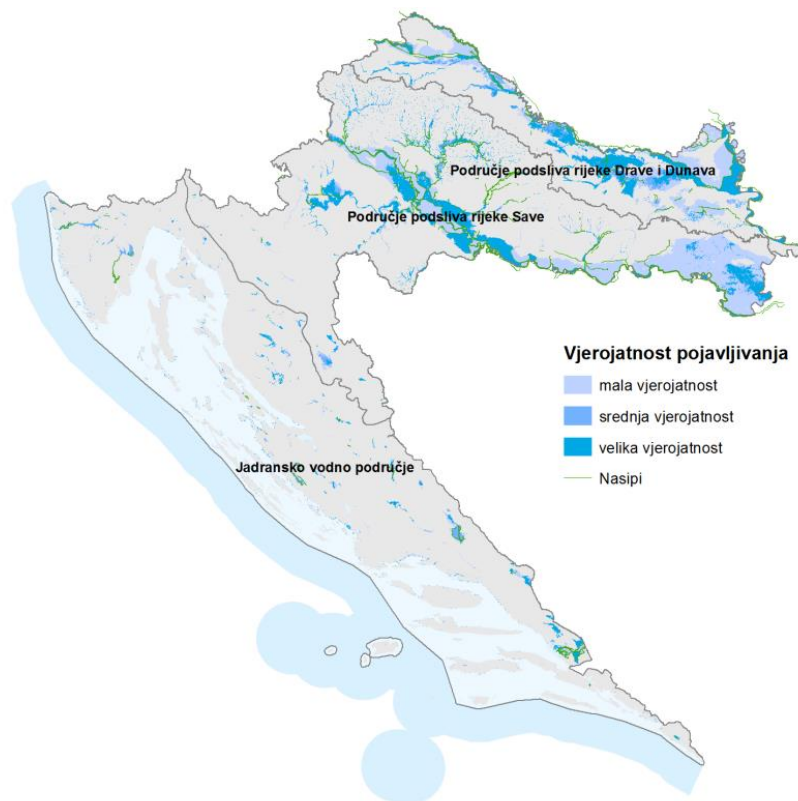 Područje podsliva rijeke Drave i Dunava
Područje podsliva rijeke Save
Vjerojatnost pojavljivanja
mala vjerojatnost
srednja vjerojatnost
velika vjerojatnost
Nasipi
Jadransko vodno područje